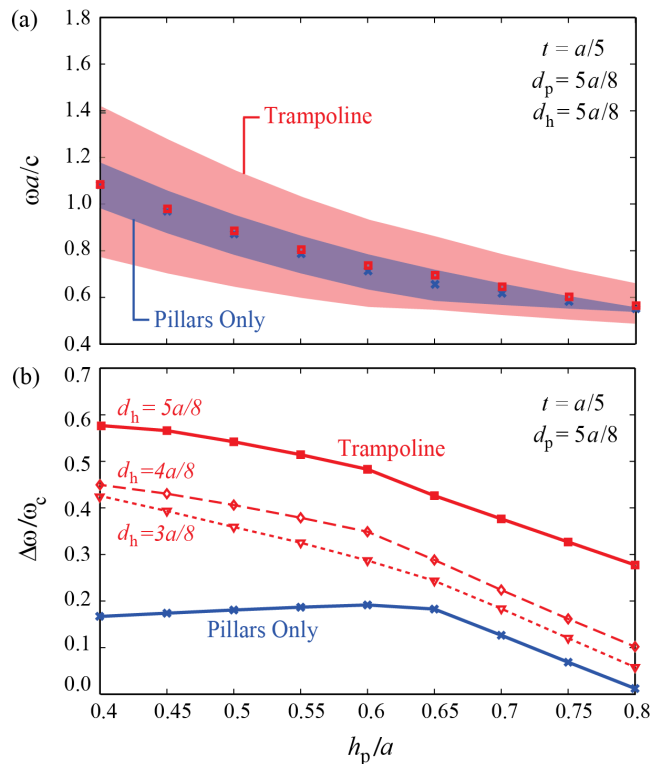 (a)
1.8
1.6
1.4
1.2
1.0
0.8
0.6
0.4
ωa/c
t = a/5
dp = 5a/8
dh = 5a/8
Trampoline
Pillars Only
(b)
0.7
0.6
0.5
0.4
0.3
0.2
0.1
0.0
Δω/ωc
t = a/5
dp = 5a/8
dh = 5a/8
Trampoline
dh = 4a/8
dh = 3a/8
Pillars Only
0.4 0.45 0.5 0.55 0.6 0.65 0.7 0.75 0.8
hp/a